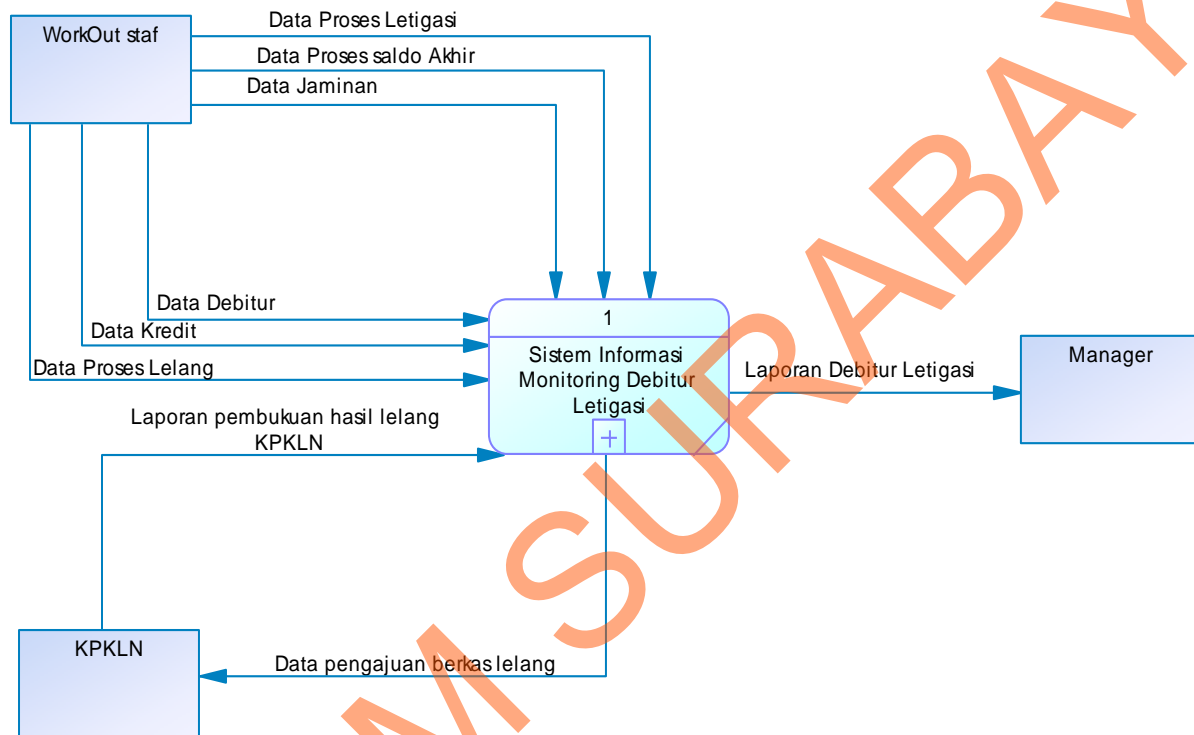 Data Proses Letigasi
WorkOut staf
Data Proses saldo Akhir
Data Jaminan
Data Debitur
Data Kredit
Data Proses Lelang
1
Sistem Informasi
Monitoring Debitur
Letigasi
Laporan Debitur Letigasi
Manager
Laporan pembukuan hasil lelang
KPKLN
KPKLN
Data pengajuan berkas lelang
M SURABAY